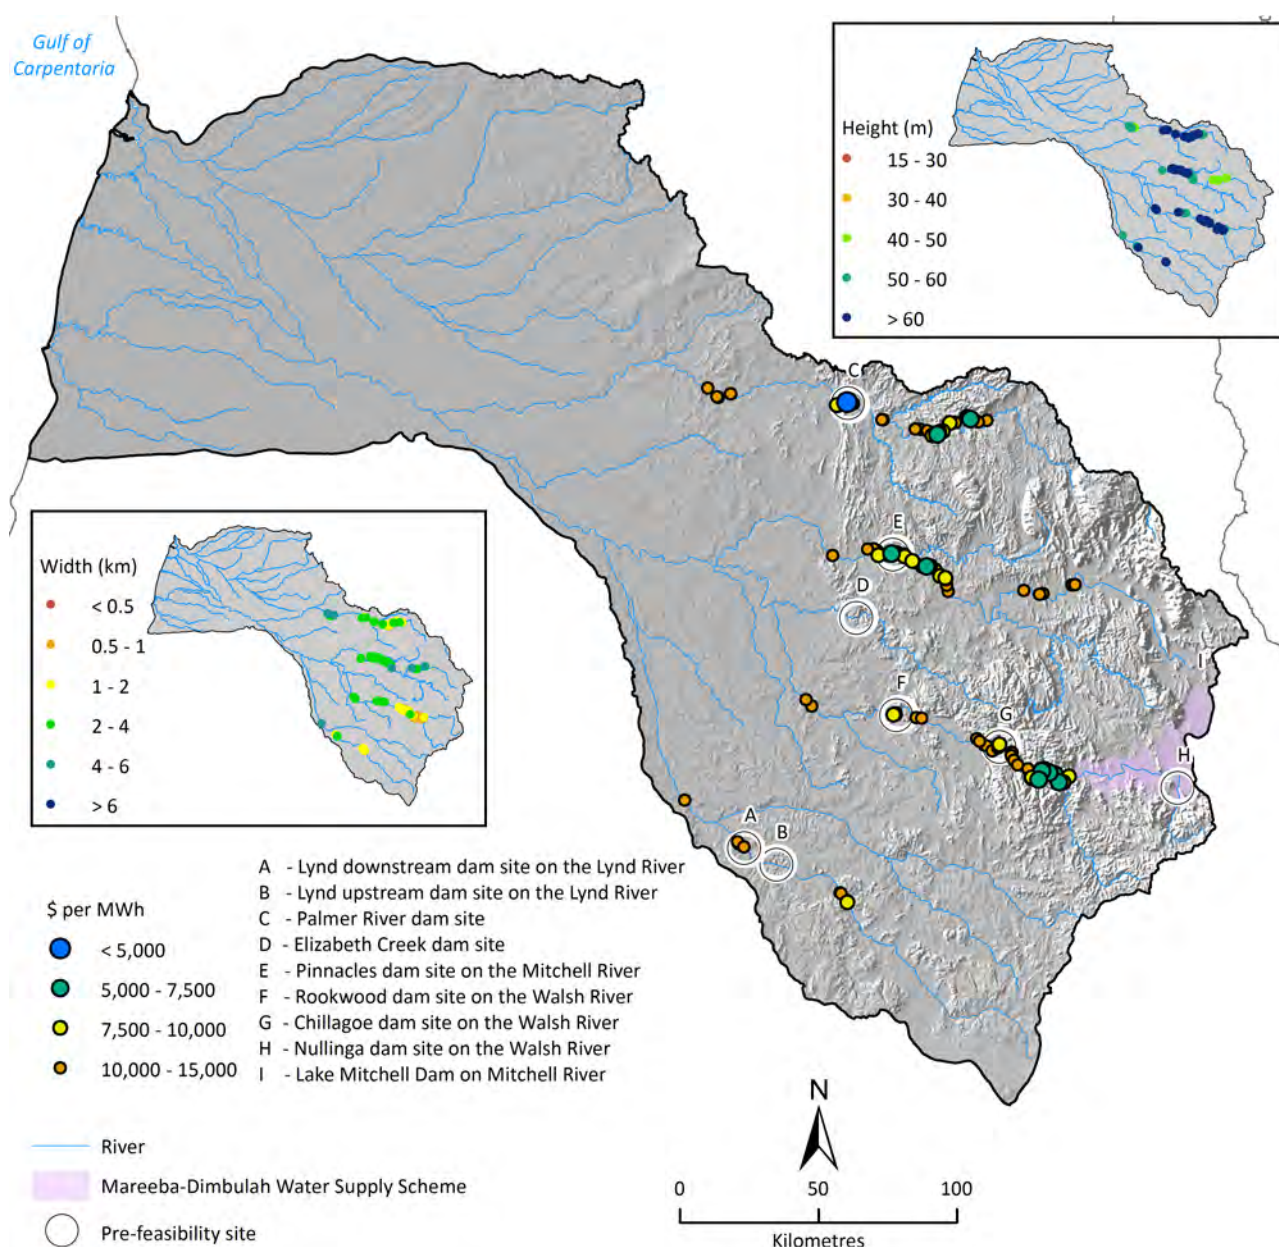 Gulf of
Carpentaria
Height (m)
15 - 30
30 - 40
40 - 50
50 - 60
> 60
C
E
D
I
F
G
H
A
B
Width (km)
< 0.5
0.5 - 1
1 - 2
2 - 4
4 - 6
>6
$ per MWh
< 5,000
5,000 - 7,500
7,500 - 10,000
10,000 - 15,000
A - Lynd downstream dam site on the Lynd River
B - Lynd upstream dam site on the Lynd River
C - Palmer River dam site
D - Elizabeth Creek dam site
E - Pinnacles dam site on the Mitchell River
F - Rookwood dam site on the Walsh River
G - Chillagoe dam site on the Walsh River
H - Nullinga dam site on the Walsh River
I - Lake Mitchell Dam on Mitchell River
River
Mareeba-Dimbulah Water Supply Scheme
Pre-feasibility site
N
0 50 100
Kilometres